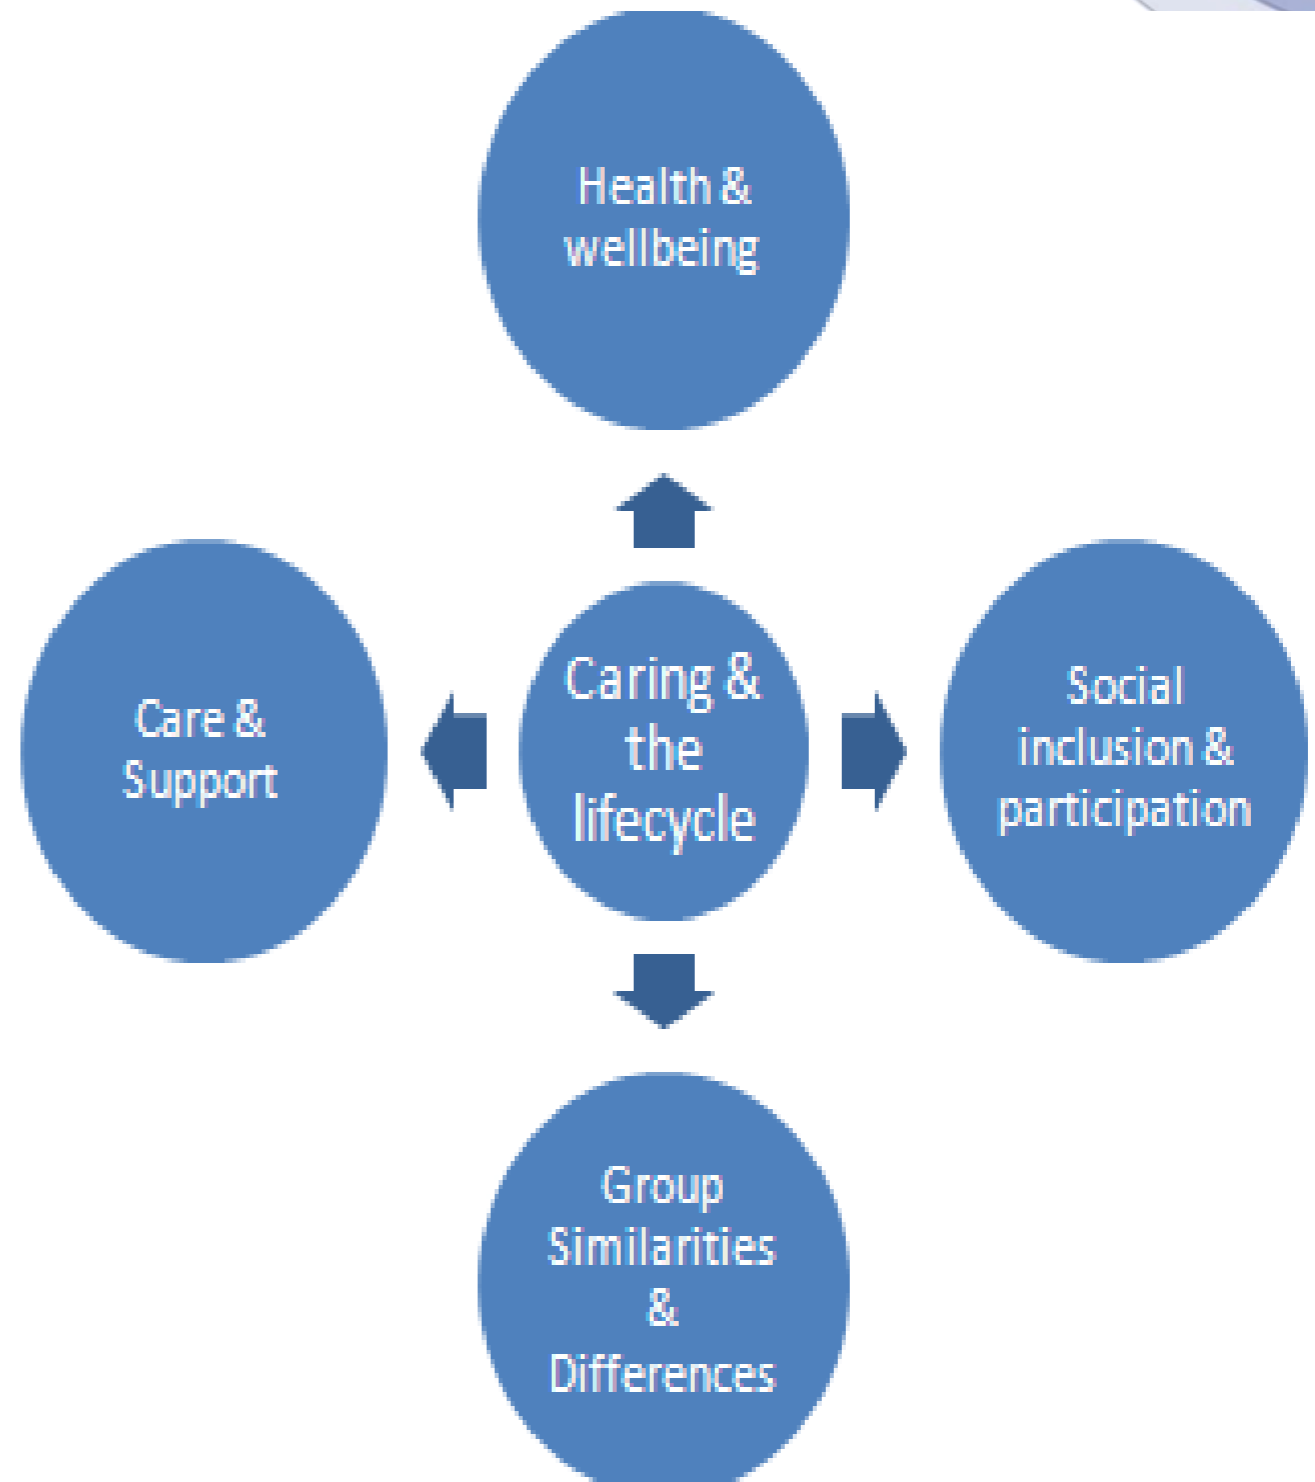 Health &
wellbeing
Care &
Support
Caring &
the
lifecycle
Social
inclusion &
participation
Group
Similarities
&
Differences